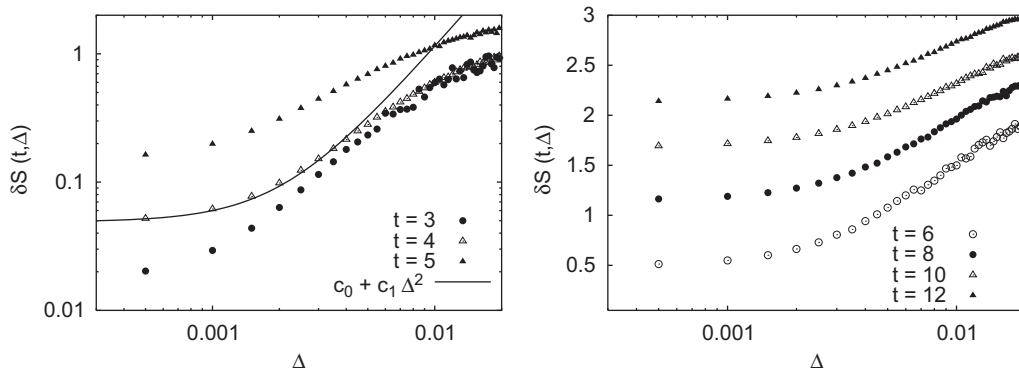 δS (t,Δ)
1
0.1
0.01
t = 3
t = 4
t = 5
c₀ + c₁ Δ²
0.001
0.01
Δ
δS (t,Δ)
3
2.5
2
1.5
1
0.5
t = 6
t = 8
t = 10
t = 12
0.001
0.01
Δ